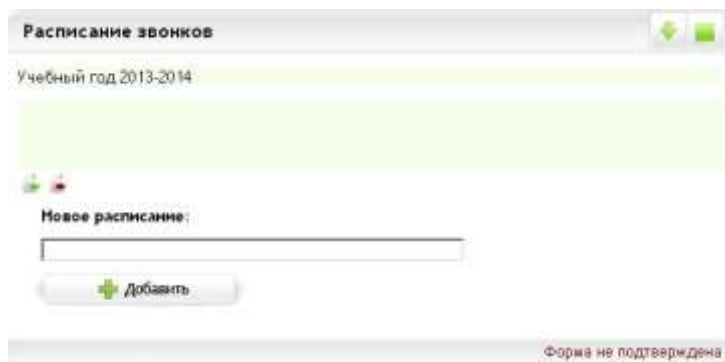 Расписание звонков
Учебный год 2013-2014
Новое расписание:
Добавить
Форма не подтверждена